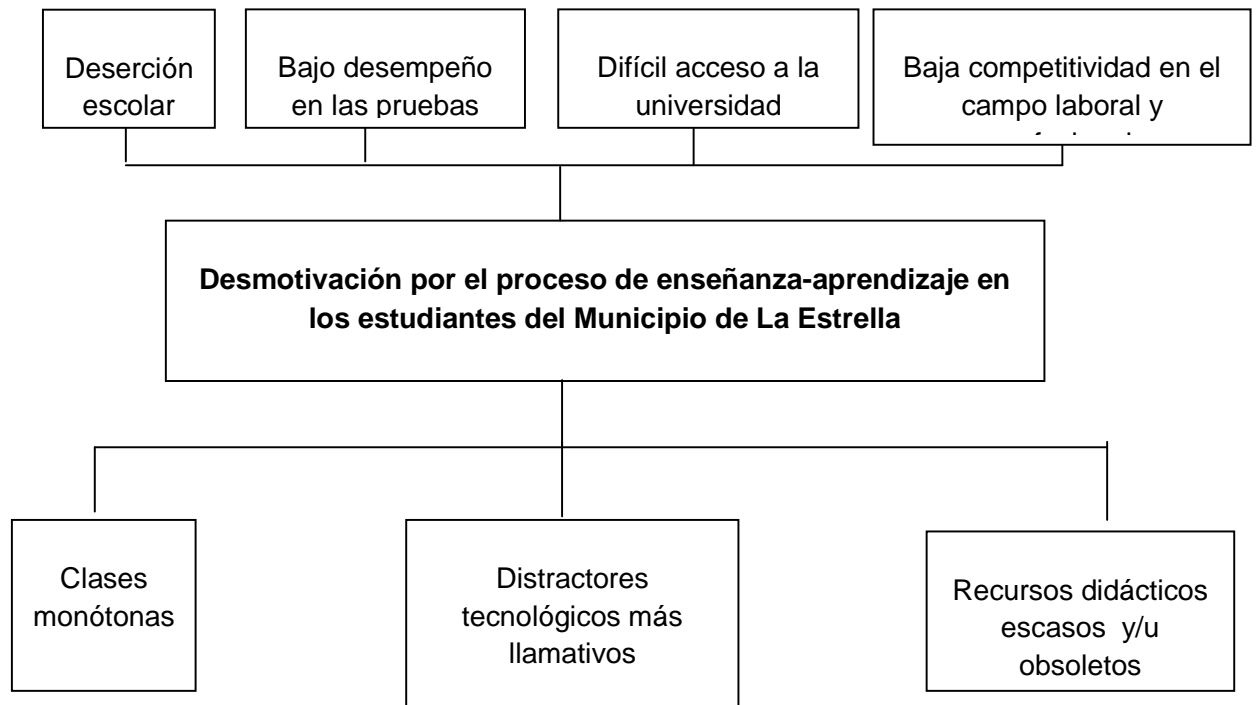 Deserción
escolar
Bajo desempeño
en las pruebas
Difícil acceso a la
universidad
Baja competitividad en el
campo laboral y
Desmotivación por el proceso de enseñanza-aprendizaje en
los estudiantes del Municipio de La Estrella
Clases
monótonas
Distractores
tecnológicos más
llamativos
Recursos didácticos
escasos y/u
obsoletos